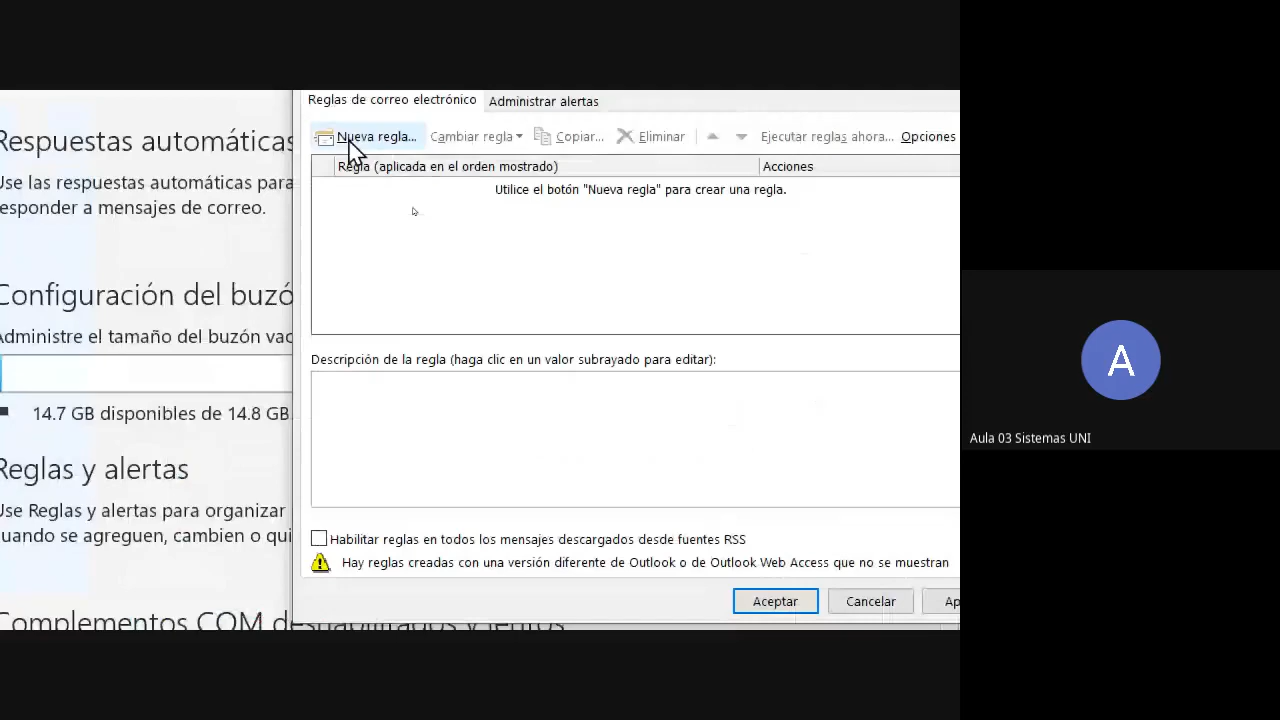 Reglas de correo electrónico
Administrar alertas
Nueva regla...
Cambiar regla
Copiar...
Eliminar
Ejecutar reglas ahora...
Opciones
Regla (aplicada en el orden mostrado)
Acciones
Utilice el botón "Nueva regla" para crear una regla.
Descripción de la regla (haga clic en un valor subrayado para editar):
Habilitar reglas en todos los mensajes descargados desde fuentes RSS
Hay reglas creadas con una versión diferente de Outlook o de Outlook Web Access que no se muestran
Aceptar
Cancelar
Ap
Respuestas automáticas
Use las respuestas automáticas para
responder a mensajes de correo.
Configuración del buzó
Administre el tamaño del buzón vac
14.7 GB disponibles de 14.8 GB
Reglas y alertas
Use Reglas y alertas para organizar
cuando se agreguen, cambien o qui
Complementos COM deshabilitados y lentos
A
Aula 03 Sistemas UNI